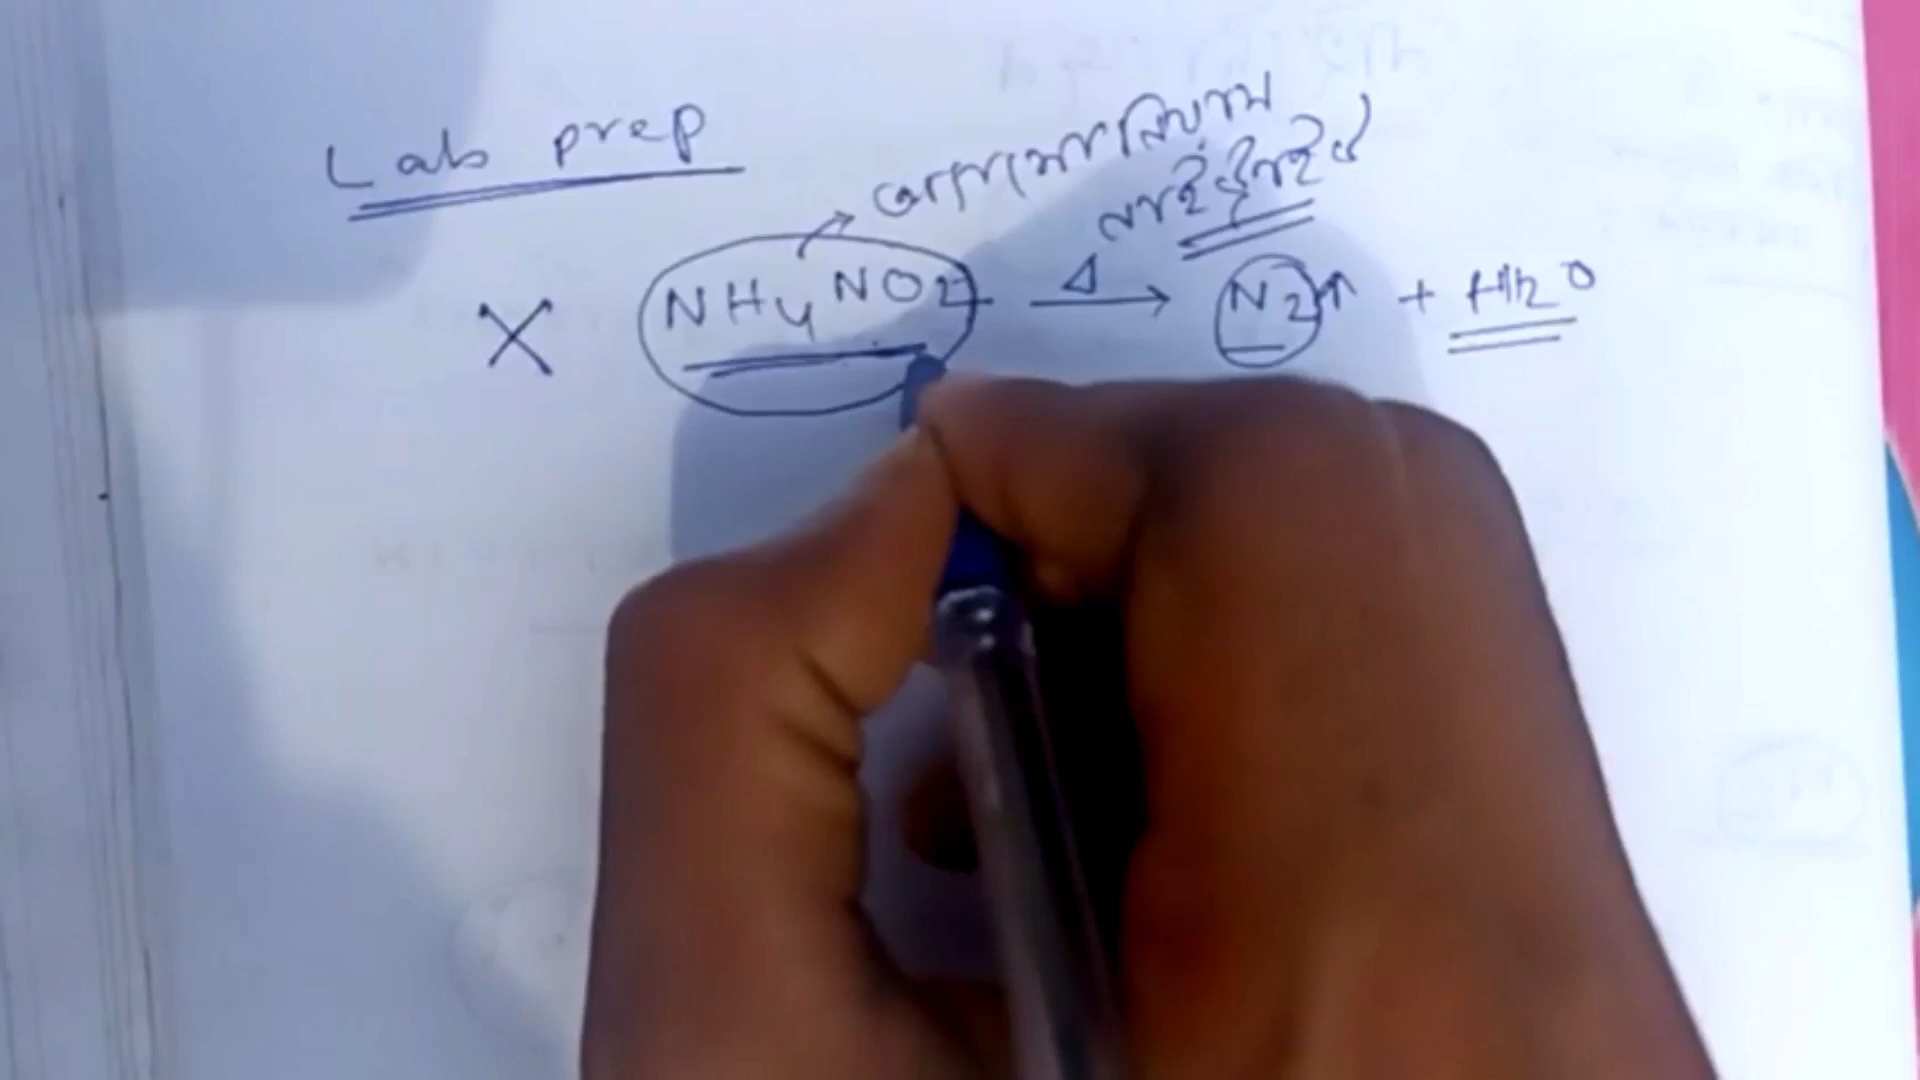 Lab prep
অ্যামোনিয়াম
নাইট্রাইট
X NH4NO2 Δ → N2↑ + H2O